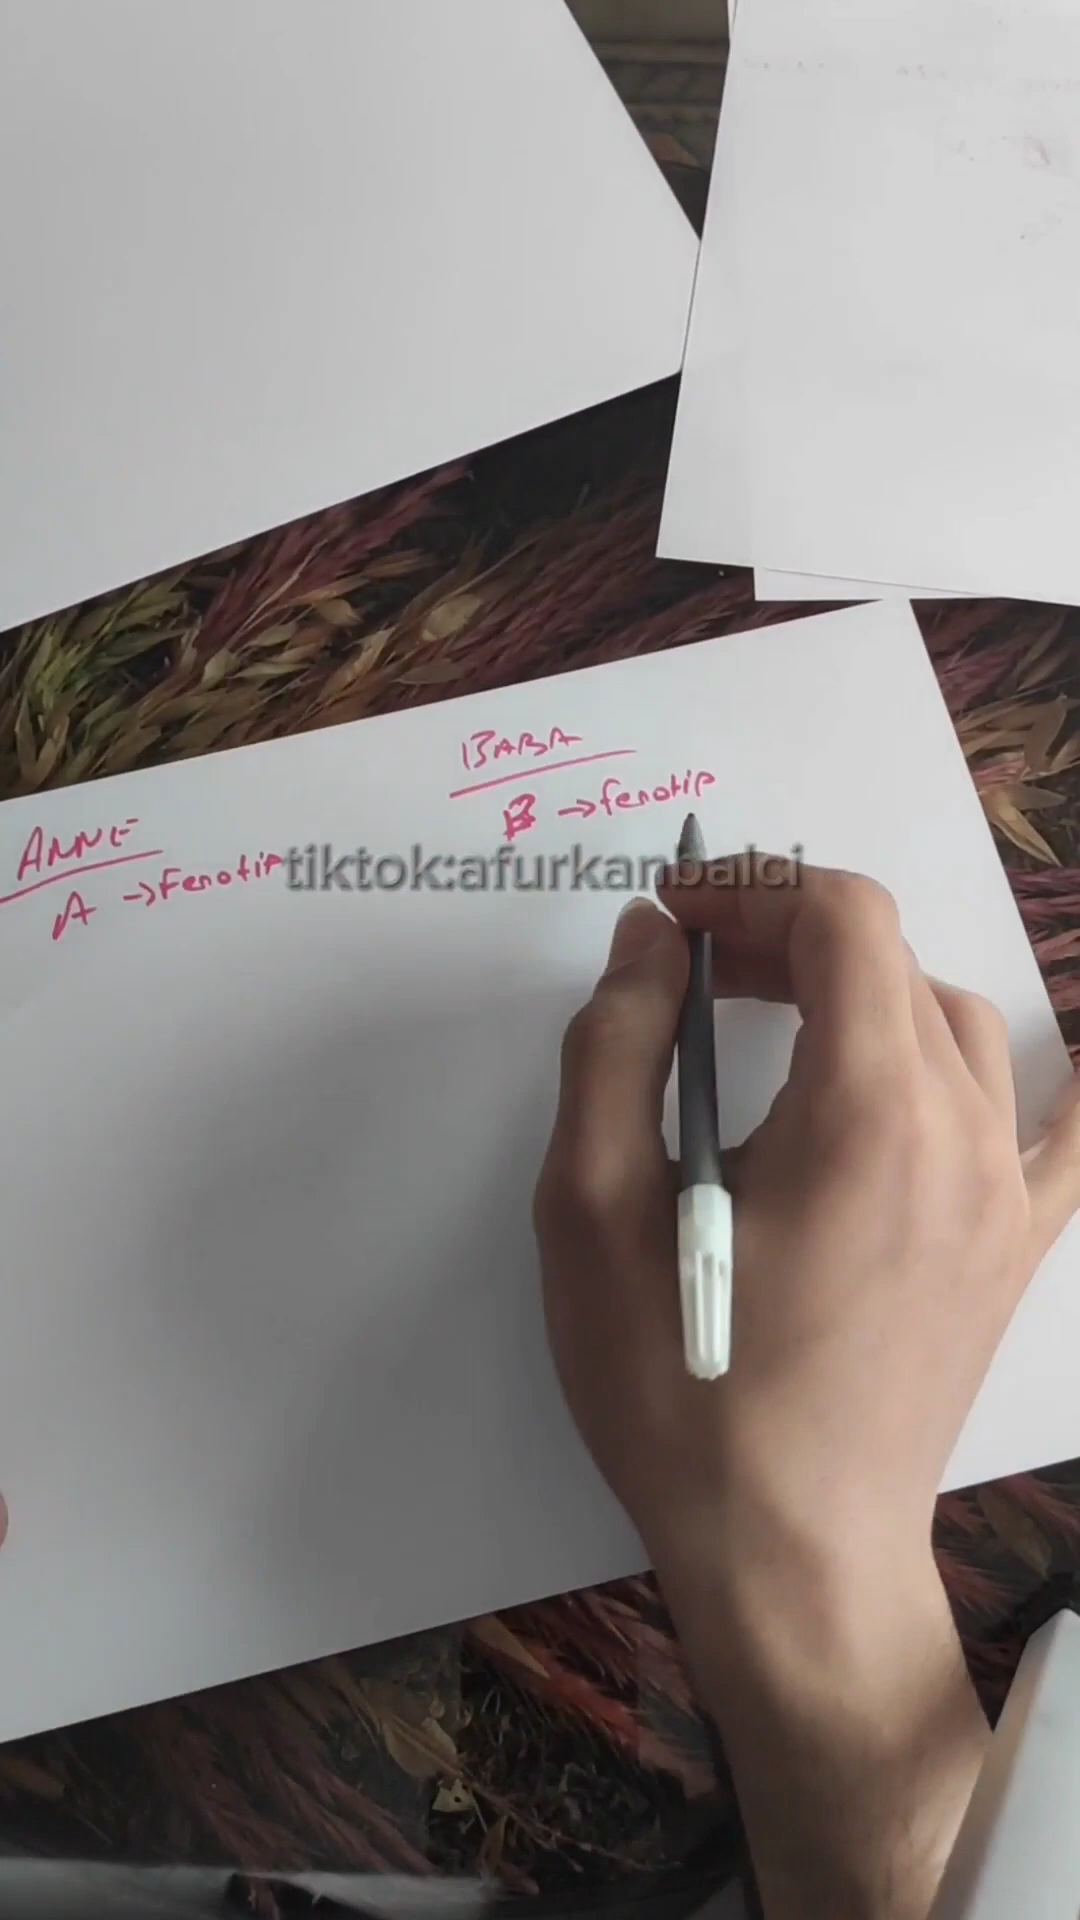 BABA
B → fenotip
ANNE
A → Fenotip
tiktok:afurkanbalci